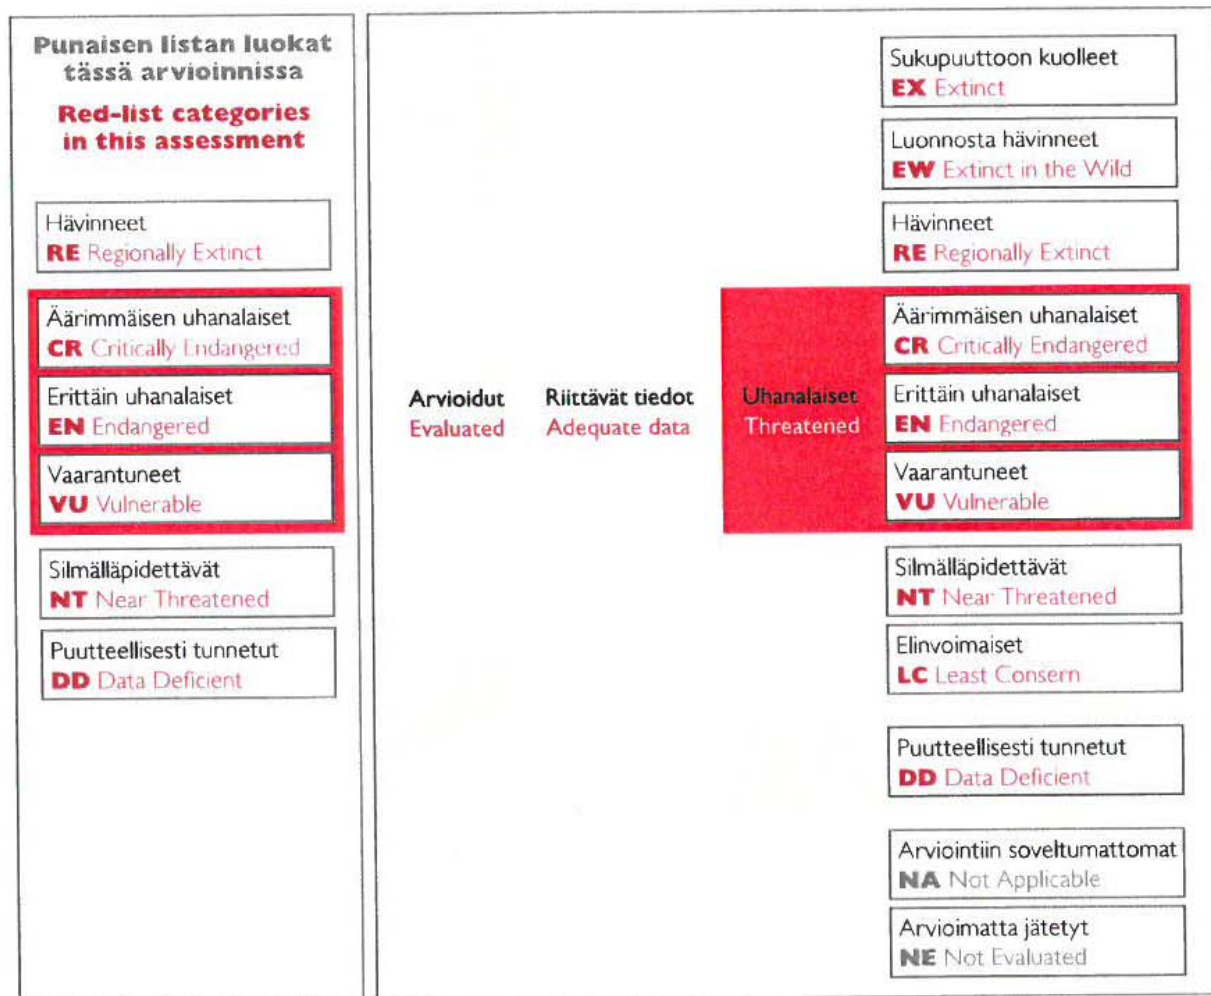 Punaisen listan luokat
tässä arvioinnissa
Red-list categories
in this assessment
Hävinneet
RE Regionally Extinct
Äärimmäisen uhanalaiset
CR Critically Endangered
Erittäin uhanalaiset
EN Endangered
Vaarantuneet
VU Vulnerable
Silmälläpidettävät
NT Near Threatened
Puutteellisesti tunnetut
DD Data Deficient
Arvioidut
Evaluated
Riittävät tiedot
Adequate data
Uhanalaiset
Threatened
Sukupuuttoon kuolleet
EX Extinct
Luonnosta hävinneet
EW Extinct in the Wild
Hävinneet
RE Regionally Extinct
Äärimmäisen uhanalaiset
CR Critically Endangered
Erittäin uhanalaiset
EN Endangered
Vaarantuneet
VU Vulnerable
Silmälläpidettävät
NT Near Threatened
Elinvoimaiset
LC Least Consern
Puutteellisesti tunnetut
DD Data Deficient
Arviointiin soveltumattomat
NA Not Applicable
Arvioimatta jätetyt
NE Not Evaluated